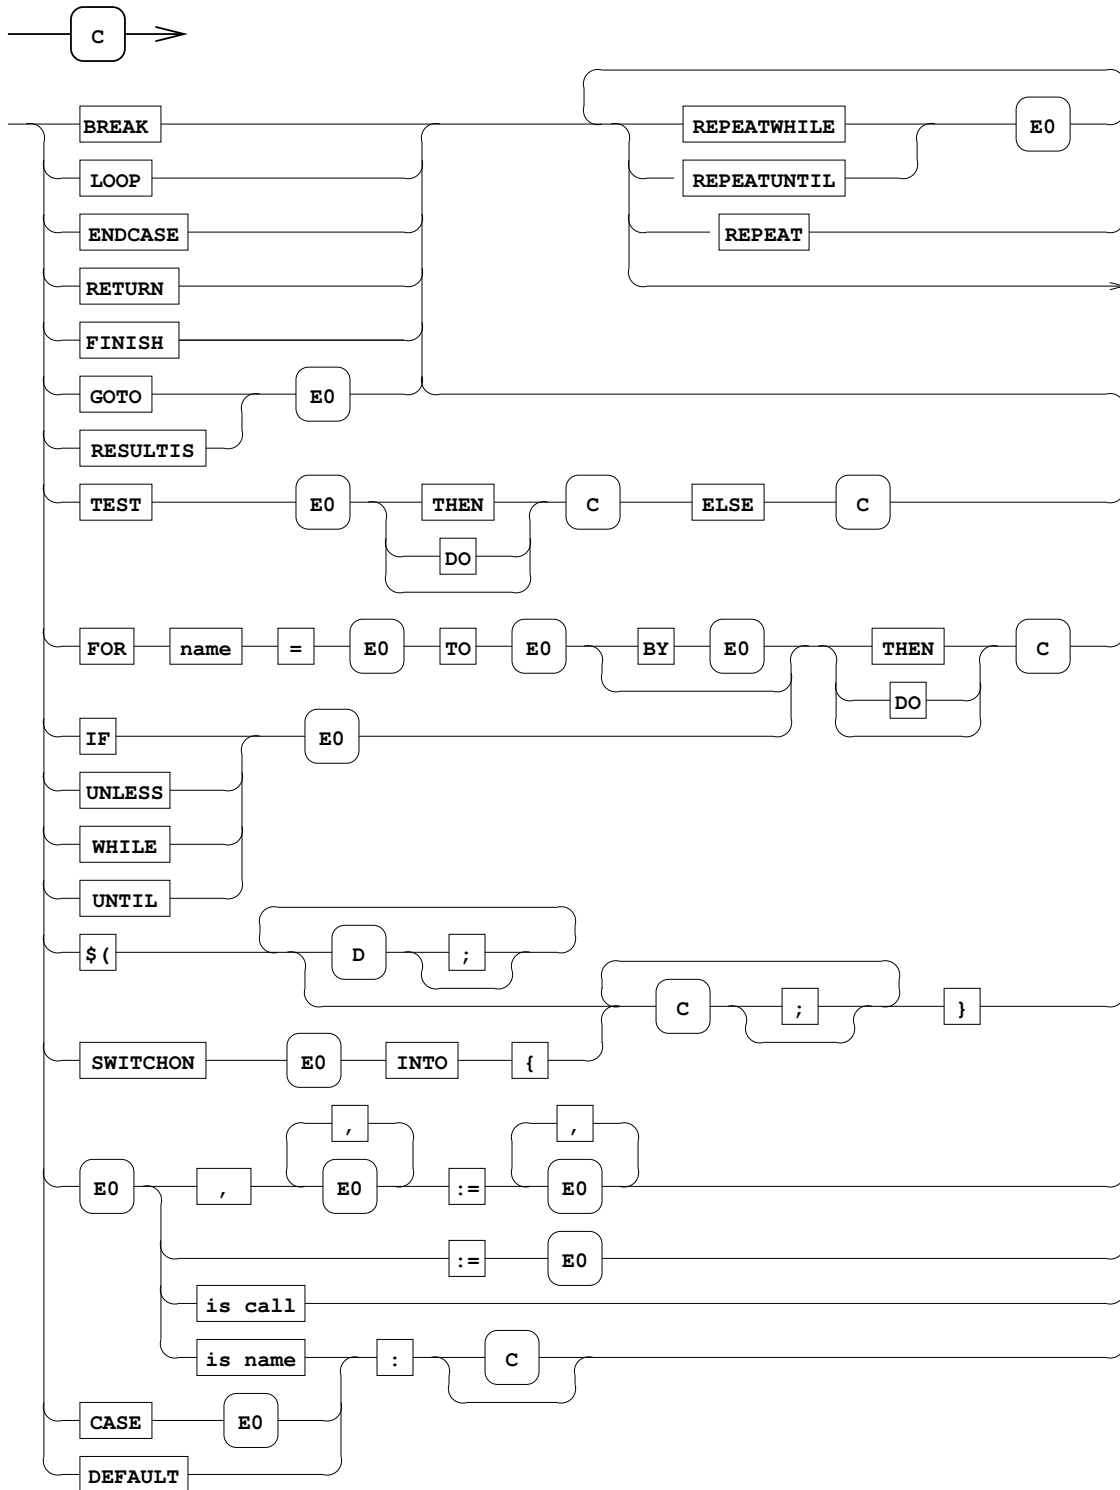 C
BREAK REPEATWHILE E0
LOOP REPEATUNTIL
ENDCASE REPEAT
RETURN
FINISH
GOTO E0
RESULTIS
TEST E0 THEN C ELSE C
DO
FOR name = E0 TO E0 BY E0 THEN C
DO
IF E0
UNLESS
WHILE
UNTIL
$( D ;
C ; }
SWITCHON E0 INTO {
, ,
E0 , E0 := E0
:= E0
is call
is name : C
CASE E0
DEFAULT